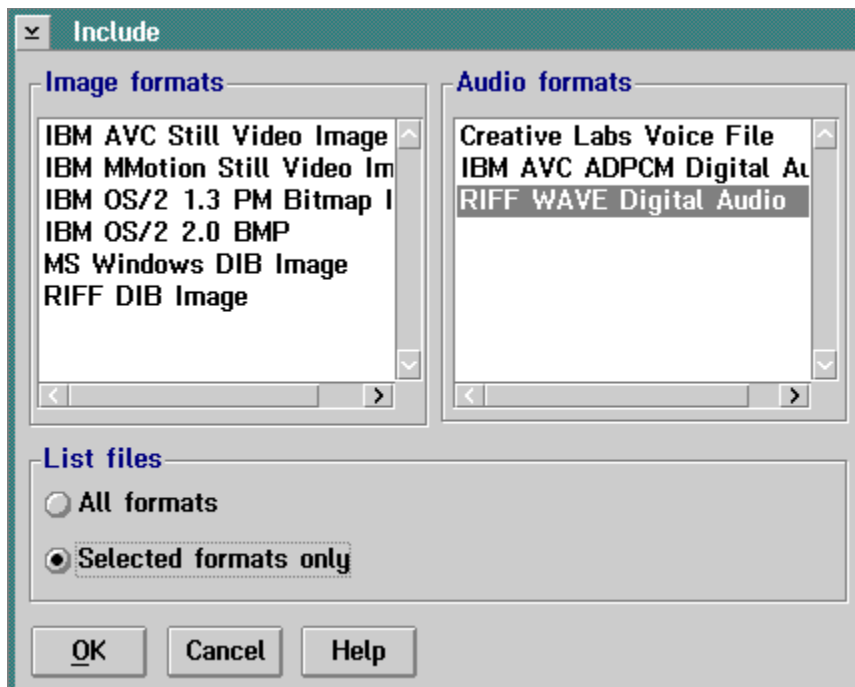 Include
Image formats
IBM AVC Still Video Image
IBM MMotion Still Video Im
IBM OS/2 1.3 PM Bitmap I
IBM OS/2 2.0 BMP
MS Windows DIB Image
RIFF DIB Image
Audio formats
Creative Labs Voice File
IBM AVC ADPCM Digital Au
RIFF WAVE Digital Audio
List files
All formats
Selected formats only
OK Cancel Help